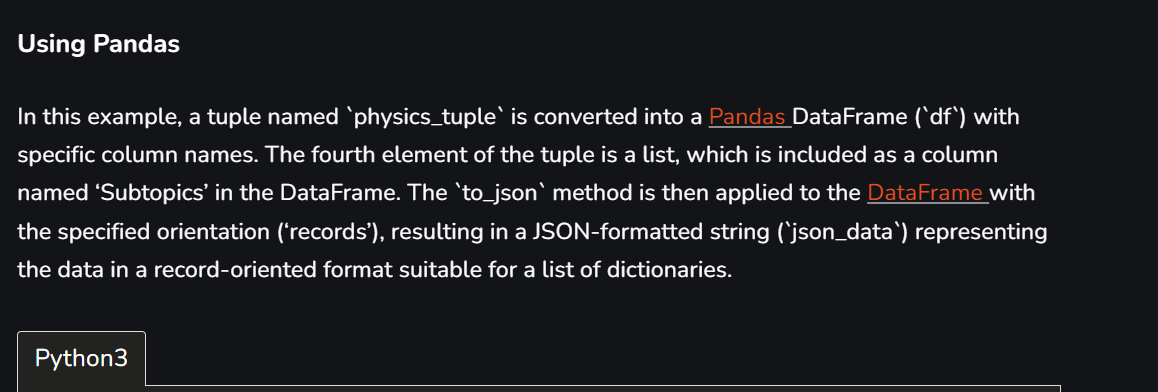 Using Pandas
In this example, a tuple named `physics_tuple` is converted into a Pandas DataFrame (`df`) with
specific column names. The fourth element of the tuple is a list, which is included as a column
named ‘Subtopics’ in the DataFrame. The `to_json` method is then applied to the DataFrame with
the specified orientation (‘records’), resulting in a JSON-formatted string (`json_data`) representing
the data in a record-oriented format suitable for a list of dictionaries.
Python3